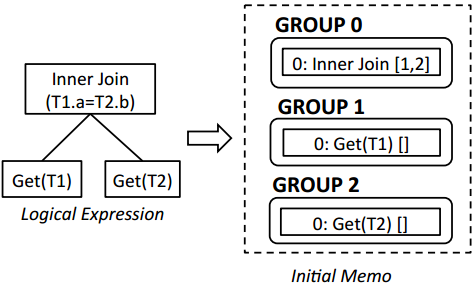 Inner Join
(T1.a=T2.b)
Get(T1)
Get(T2)
Logical Expression
GROUP 0
0: Inner Join [1,2]
GROUP 1
0: Get(T1) []
GROUP 2
0: Get(T2) []
Initial Memo